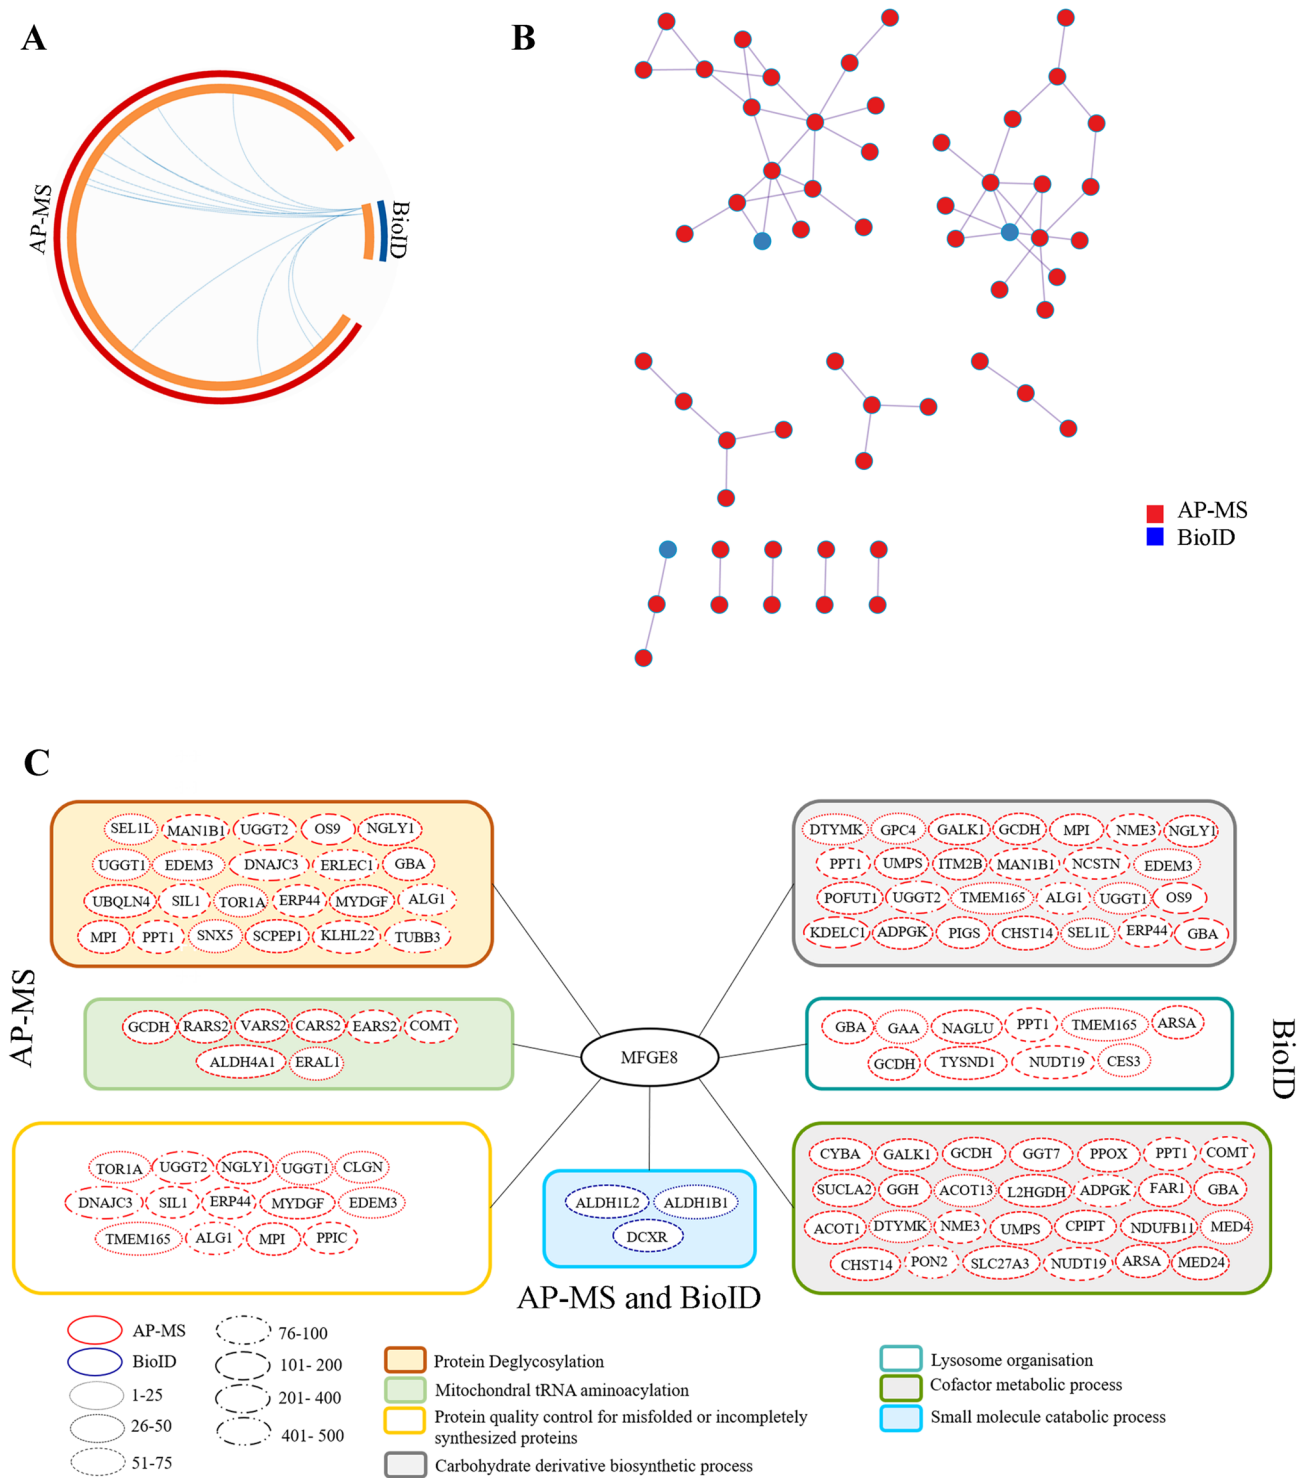 A
B
AP-MS
BioID
AP-MS
BioID
C
SEL1L MAN1B1 UGGT2 OS9 NGLY1
UGGT1 EDEM3 DNAJC3 ERLEC1 GBA
UBQLN4 SIL1 TOR1A ERP44 MYDGF ALG1
MPI PPT1 SNX5 SCPEP1 KLHL22 TUBB3
DTYMK GPC4 GALK1 GCDH MPI NME3 NGLY1
PPT1 UMPS ITM2B MAN1B1 NCSTN EDEM3
POFUT1 UGGT2 TMEM165 ALG1 UGGT1 OS9
KDELC1 ADPGK PIGS CHST14 SEL1L ERP44 GBA
AP-MS
GCDH RARS2 VARS2 CARS2 EARS2 COMT
ALDH4A1 ERAL1
MFGE8
GBA GAA NAGLU PPT1 TMEM165 ARSA
GCDH TYSND1 NUDT19 CES3
BioID
TOR1A UGGT2 NGLY1 UGGT1 CLGN
DNAJC3 SIL1 ERP44 MYDGF EDEM3
TMEM165 ALG1 MPI PPIC
ALDH1L2 ALDH1B1
DCXR
CYBA GALK1 GCDH GGT7 PPOX PPT1 COMT
SUCLA2 GGH ACOT13 L2HGDH ADPGK FAR1 GBA
ACOT1 DTYMK NME3 UMPS CPIPT NDUFB11 MED4
CHST14 PON2 SLC27A3 NUDT19 ARSA MED24
AP-MS and BioID
AP-MS
BioID
1-25
26-50
51-75
76-100
101- 200
201- 400
401- 500
Protein Deglycosylation
Mitochondral tRNA aminoacylation
Protein quality control for misfolded or incompletely
synthesized proteins
Carbohydrate derivative biosynthetic process
Lysosome organisation
Cofactor metabolic process
Small molecule catabolic process